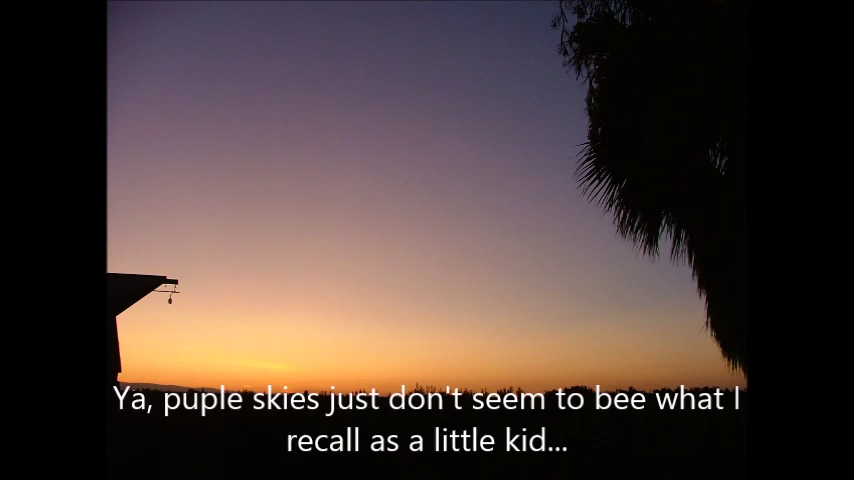 Ya, puple skies just don't seem to bee what I
recall as a little kid...